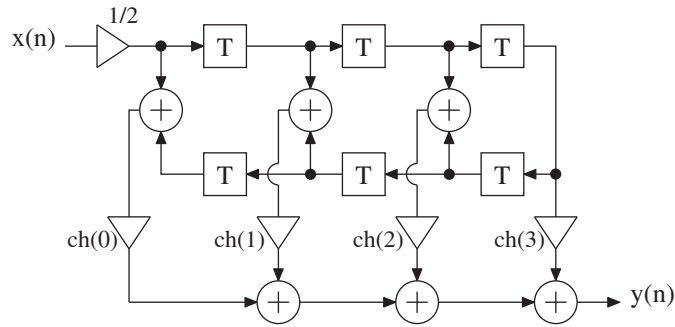 1/2
x(n)
T
T
T
T
T
T
ch(0)
ch(1)
ch(2)
ch(3)
y(n)